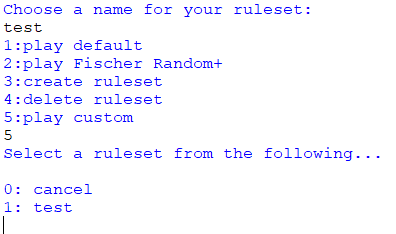 Choose a name for your ruleset:
test
1:play default
2:play Fischer Random+
3:create ruleset
4:delete ruleset
5:play custom
5
Select a ruleset from the following...
0: cancel
1: test